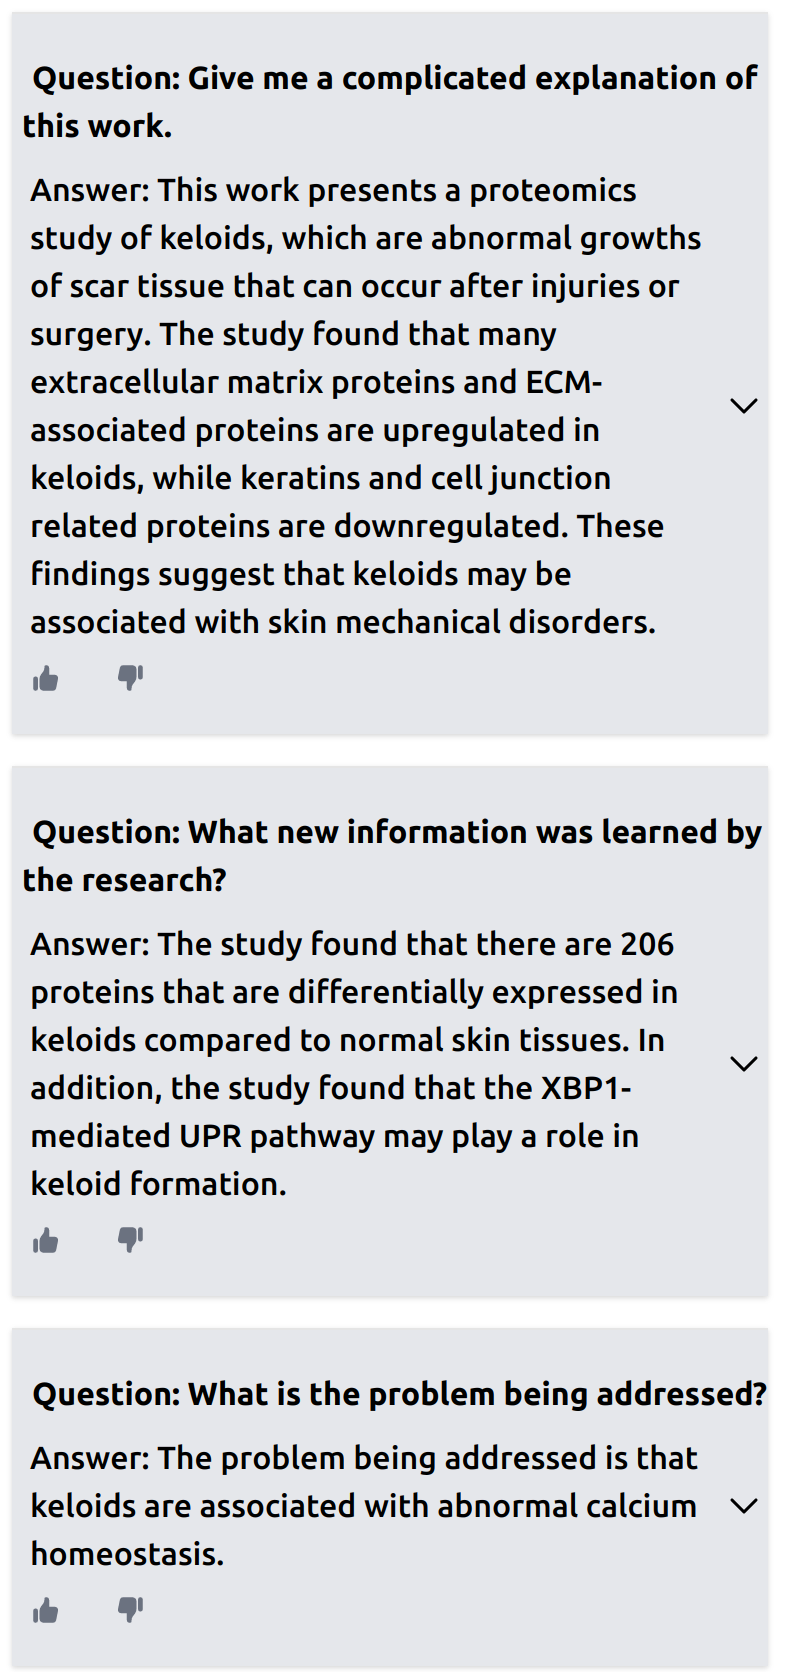 Question: Give me a complicated explanation of
this work.
Answer: This work presents a proteomics
study of keloids, which are abnormal growths
of scar tissue that can occur after injuries or
surgery. The study found that many
extracellular matrix proteins and ECM-
associated proteins are upregulated in
keloids, while keratins and cell junction
related proteins are downregulated. These
findings suggest that keloids may be
associated with skin mechanical disorders.
Question: What new information was learned by
the research?
Answer: The study found that there are 206
proteins that are differentially expressed in
keloids compared to normal skin tissues. In
addition, the study found that the XBP1-
mediated UPR pathway may play a role in
keloid formation.
Question: What is the problem being addressed?
Answer: The problem being addressed is that
keloids are associated with abnormal calcium
homeostasis.